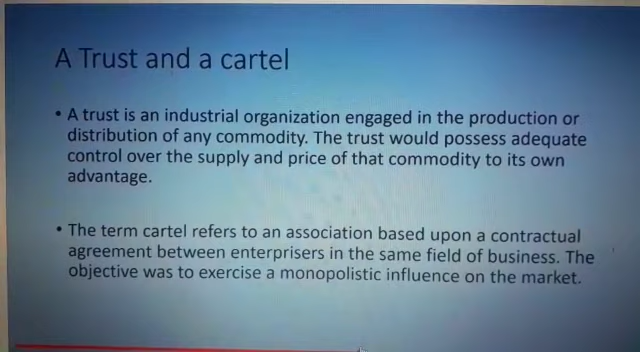 A Trust and a cartel
• A trust is an industrial organization engaged in the production or
distribution of any commodity. The trust would possess adequate
control over the supply and price of that commodity to its own
advantage.
• The term cartel refers to an association based upon a contractual
agreement between enterprisers in the same field of business. The
objective was to exercise a monopolistic influence on the market.